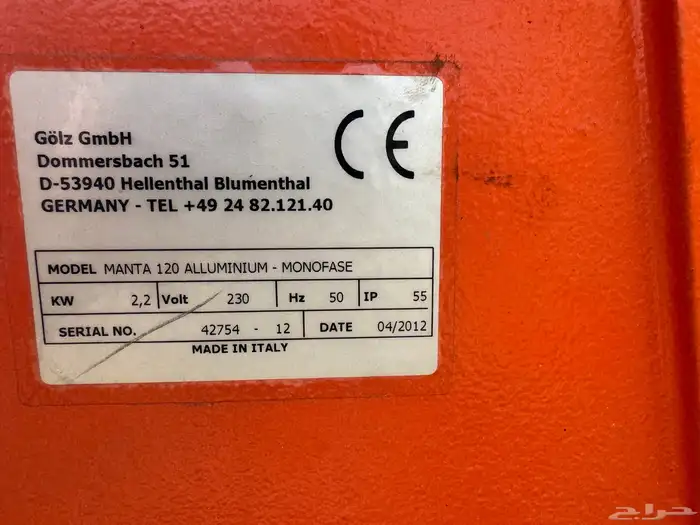 Gölz GmbH
Dommersbach 51
D-53940 Hellenthal Blumenthal
GERMANY - TEL +49 24 82.121.40
CE
MODEL MANTA 120 ALLUMINIUM - MONOFASE
KW 2,2 Volt 230 Hz 50 IP 55
SERIAL NO. 42754 - 12 DATE 04/2012
MADE IN ITALY
حراج